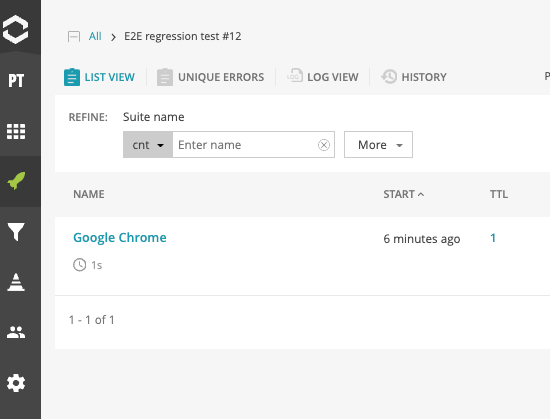 All > E2E regression test #12
PT
LIST VIEW UNIQUE ERRORS LOG LOG VIEW HISTORY P
REFINE: Suite name
cnt Enter name More
NAME START TTL
Google Chrome 6 minutes ago 1
1s
1 - 1 of 1